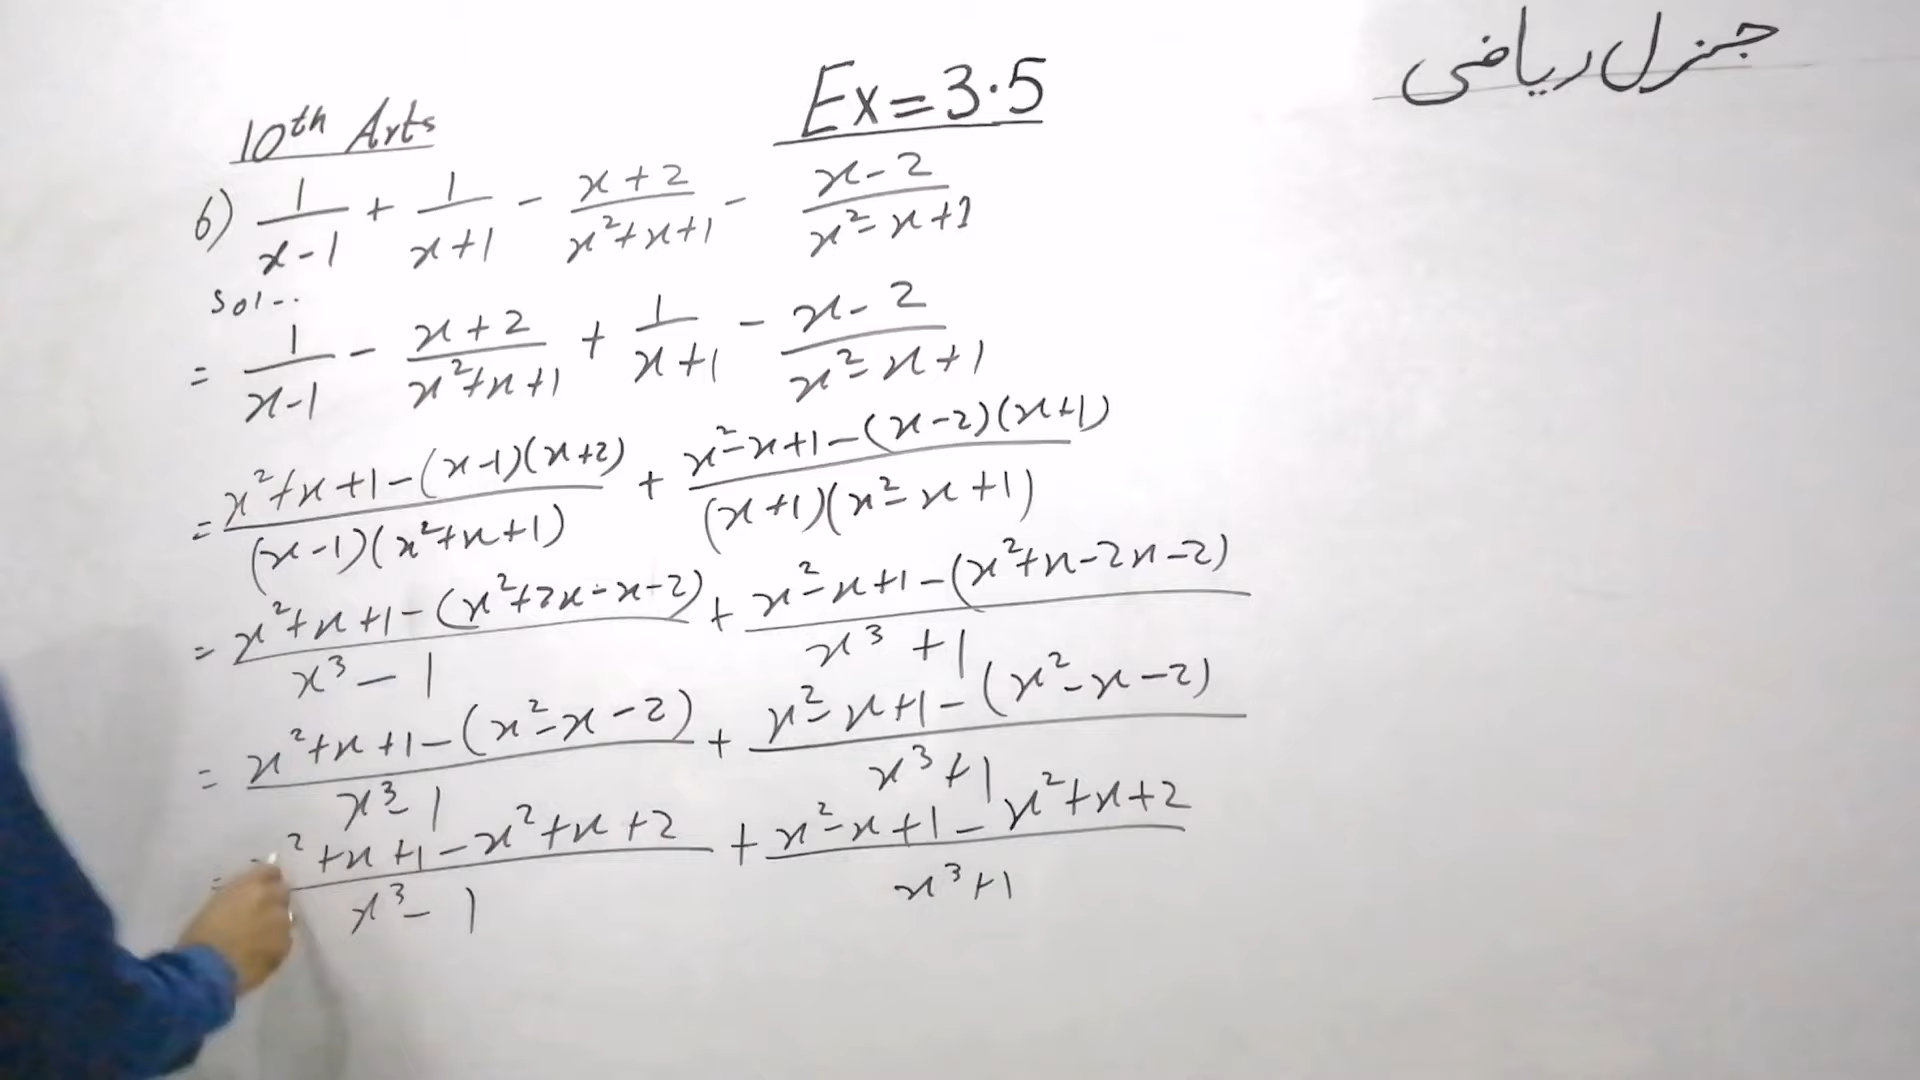 جنرل ریاضی
10th Arts
Ex = 3.5
6) 1/(x-1) + 1/(x+1) - (x+2)/(x²+x+1) - (x-2)/(x²-x+1)
Sol-..
= 1/(x-1) - (x+2)/(x²+x+1) + 1/(x+1) - (x-2)/(x²-x+1)
= (x²+x+1-(x-1)(x+2))/((x-1)(x²+x+1)) + (x²-x+1-(x-2)(x+1))/((x+1)(x²-x+1))
= (x²+x+1-(x²+2x-x-2))/(x³-1) + (x²-x+1-(x²+x-2x-2))/(x³+1)
= (x²+x+1-(x²-x-2))/(x³-1) + (x²-x+1-(x²-x-2))/(x³+1)
= (² +x+1-x²+x+2)/(x³-1) + (x²-x+1-x²+x+2)/(x³+1)